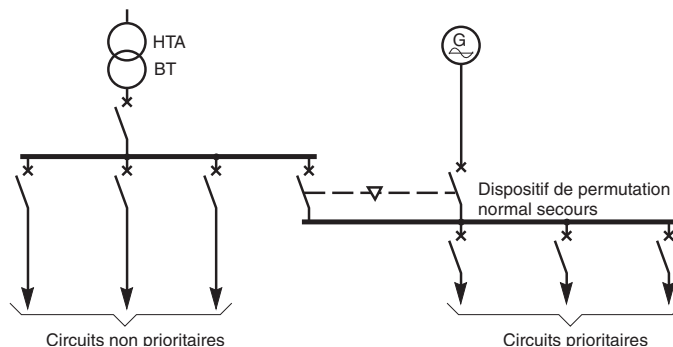 HTA
BT
G
Dispositif de permutation
normal secours
Circuits non prioritaires
Circuits prioritaires